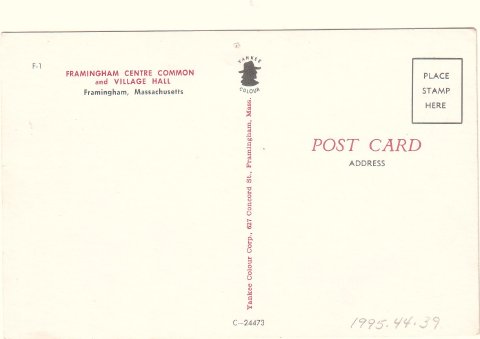 F-1
FRAMINGHAM CENTRE COMMON
and VILLAGE HALL
Framingham, Massachusetts
YANKEE
COLOUR
Yankee Colour Corp., 627 Concord St., Framingham, Mass.
PLACE
STAMP
HERE
POST CARD
ADDRESS
C—24473
1995.44.39